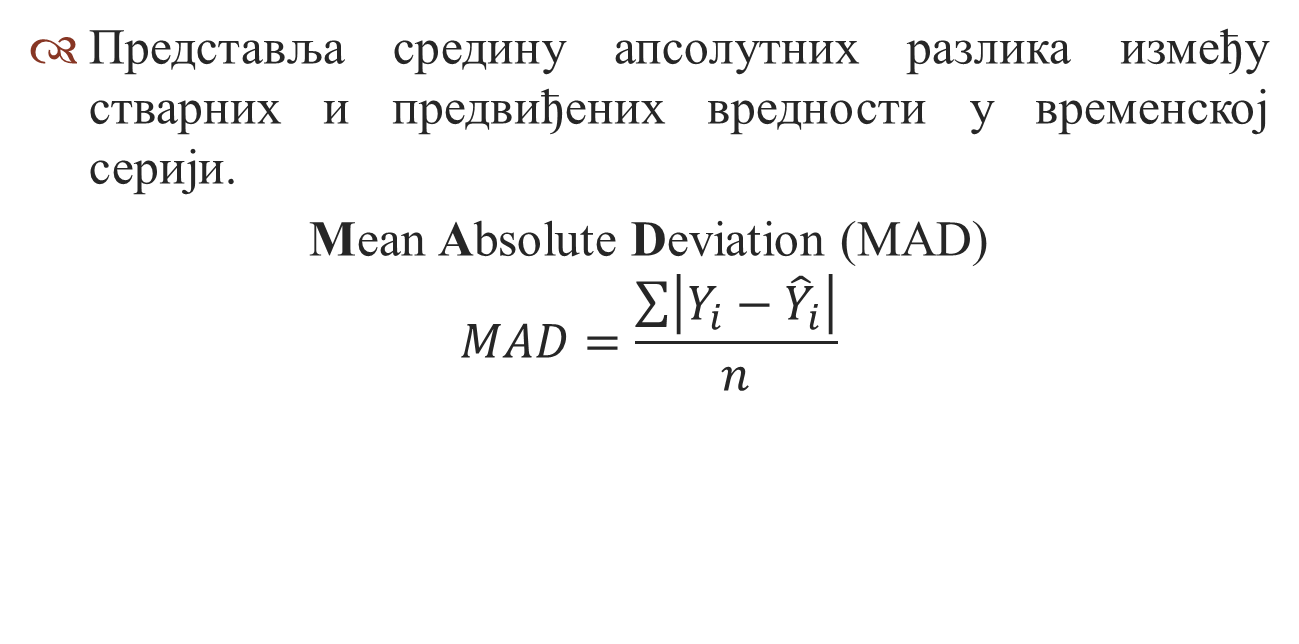 Представља средину апсолутних разлика између
стварних и предвиђених вредности у временској
серији.
Mean Absolute Deviation (MAD)
MAD = ∑|Yᵢ − Ŷᵢ| / n